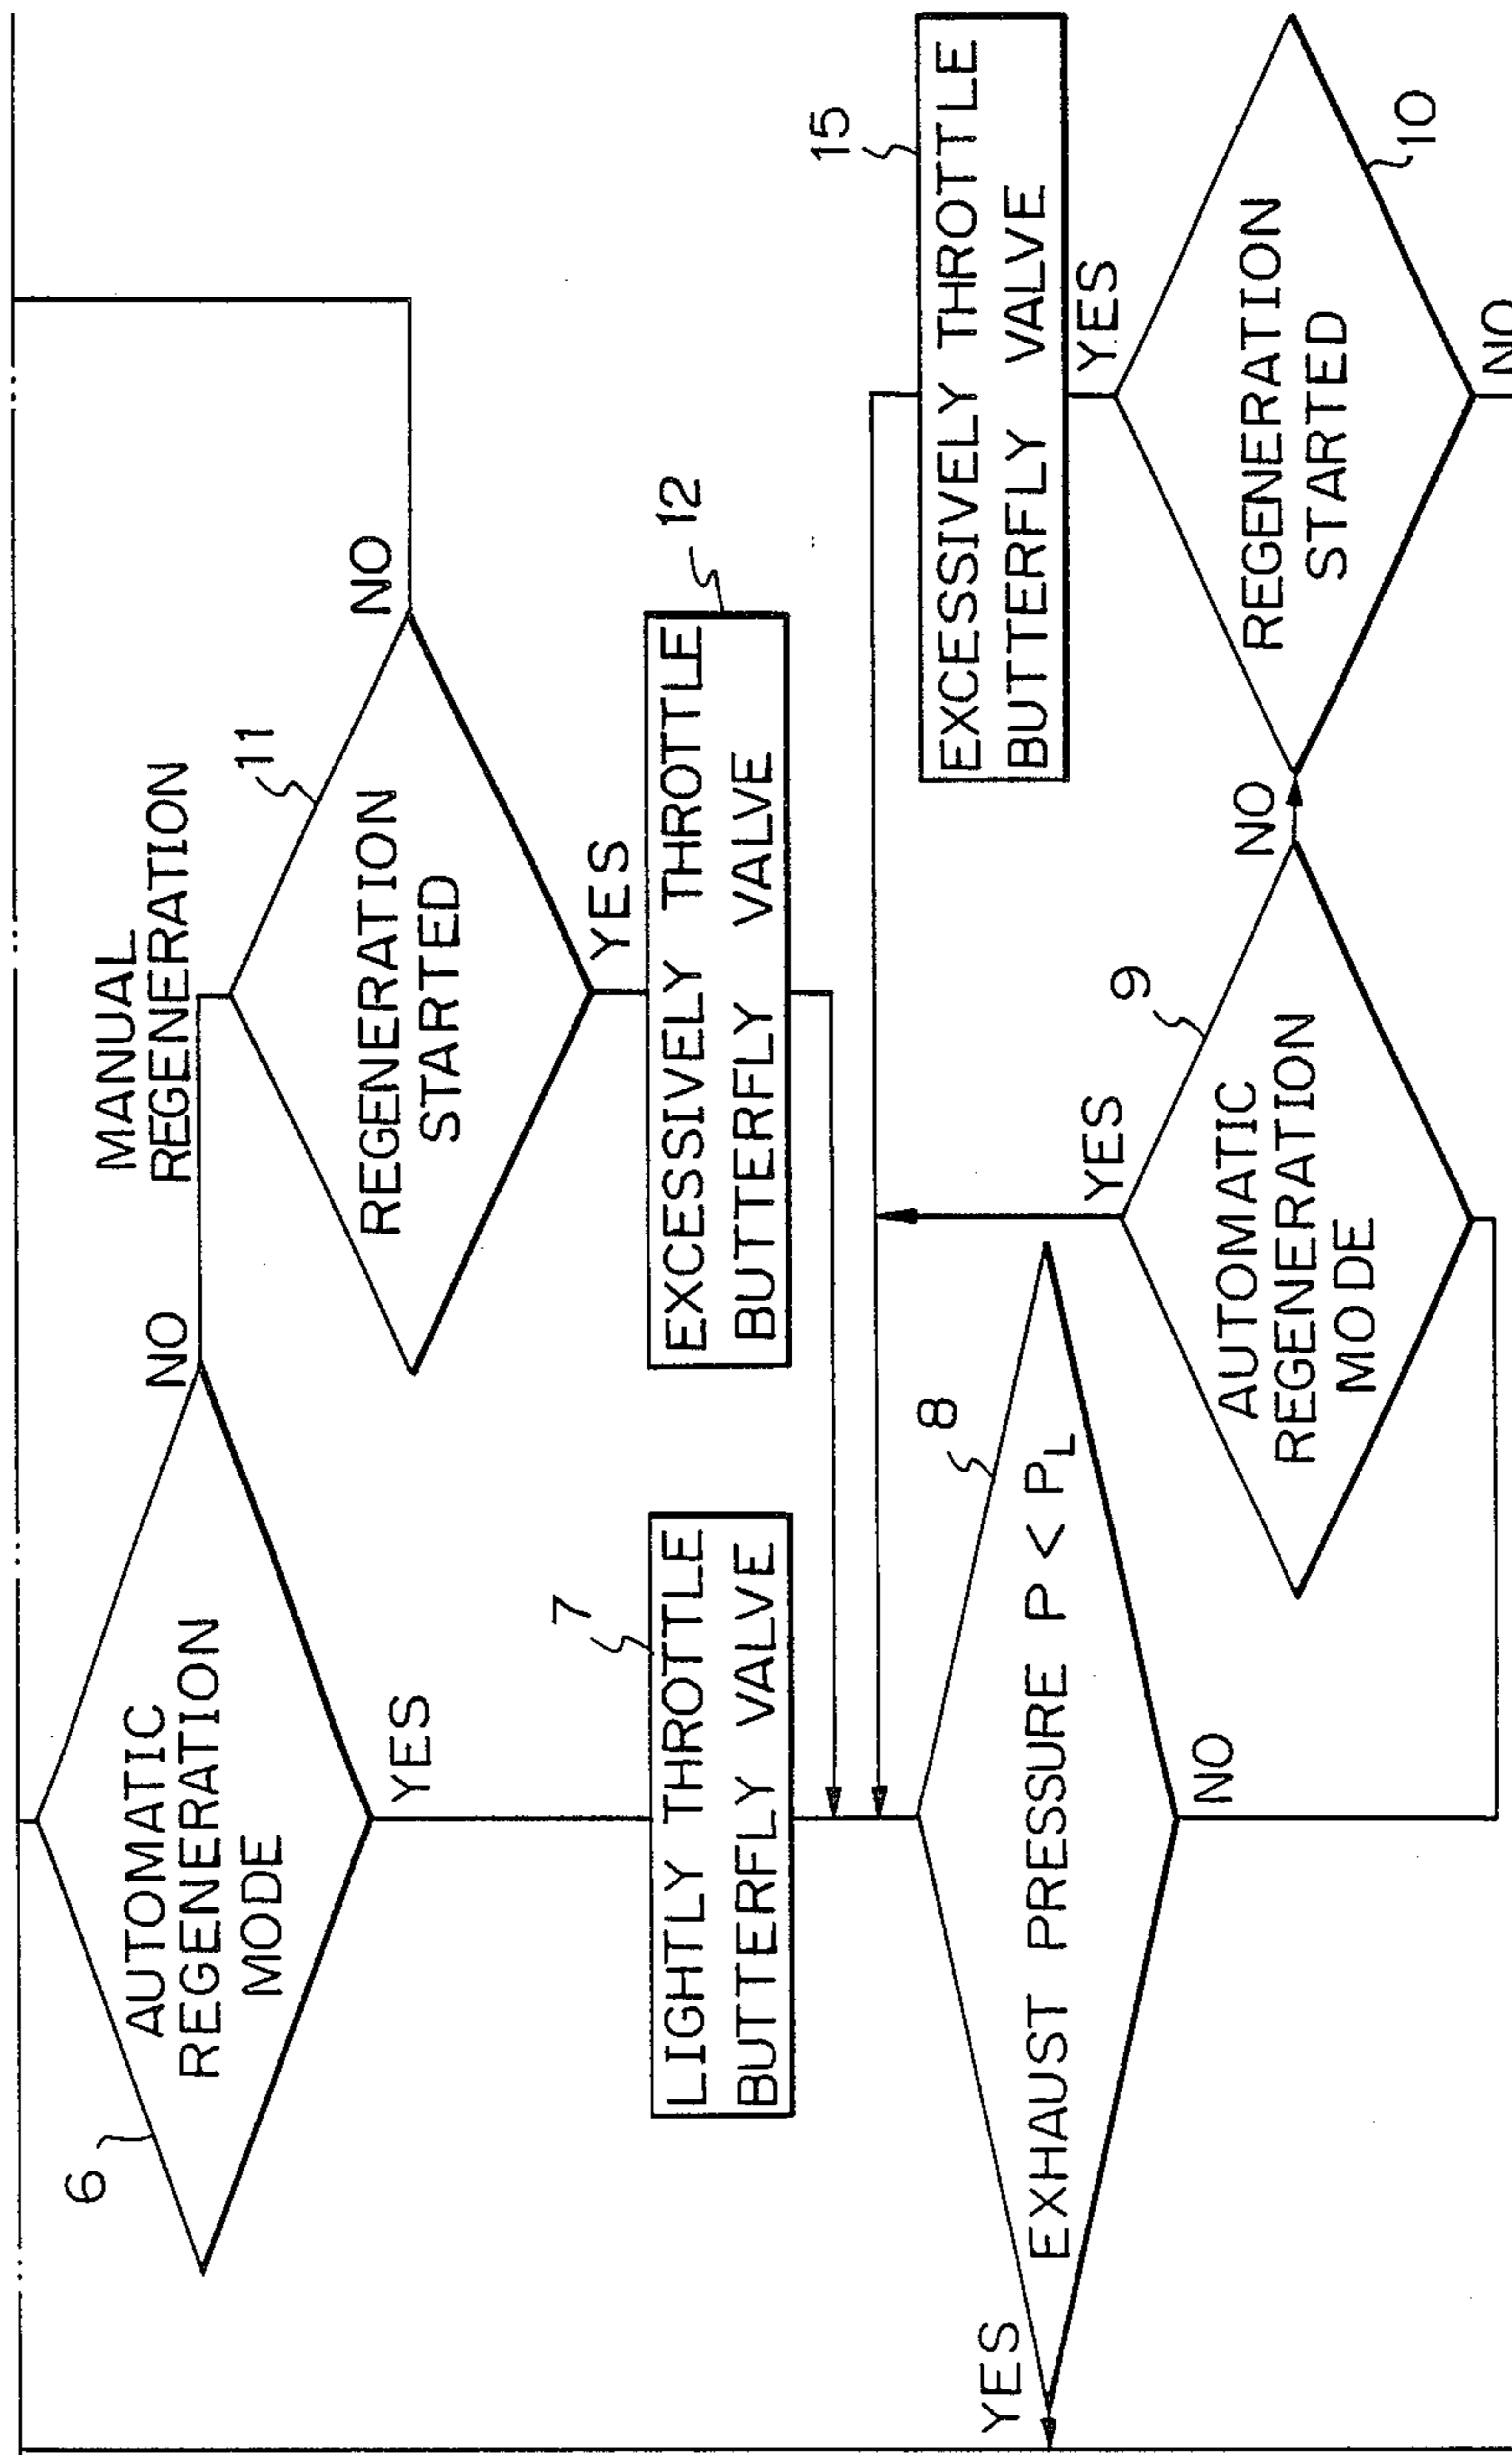 6
AUTOMATIC
REGENERATION
MODE
NO
YES
MANUAL
REGENERATION
11
REGENERATION
STARTED
NO
YES
7
LIGHTLY THROTTLE
BUTTERFLY VALVE
12
EXCESSIVELY THROTTLE
BUTTERFLY VALVE
8
EXHAUST PRESSURE P < PL
YES
NO
9
AUTOMATIC
REGENERATION
MODE
YES
NO
15
EXCESSIVELY THROTTLE
BUTTERFLY VALVE
YES
REGENERATION
STARTED
10
NO